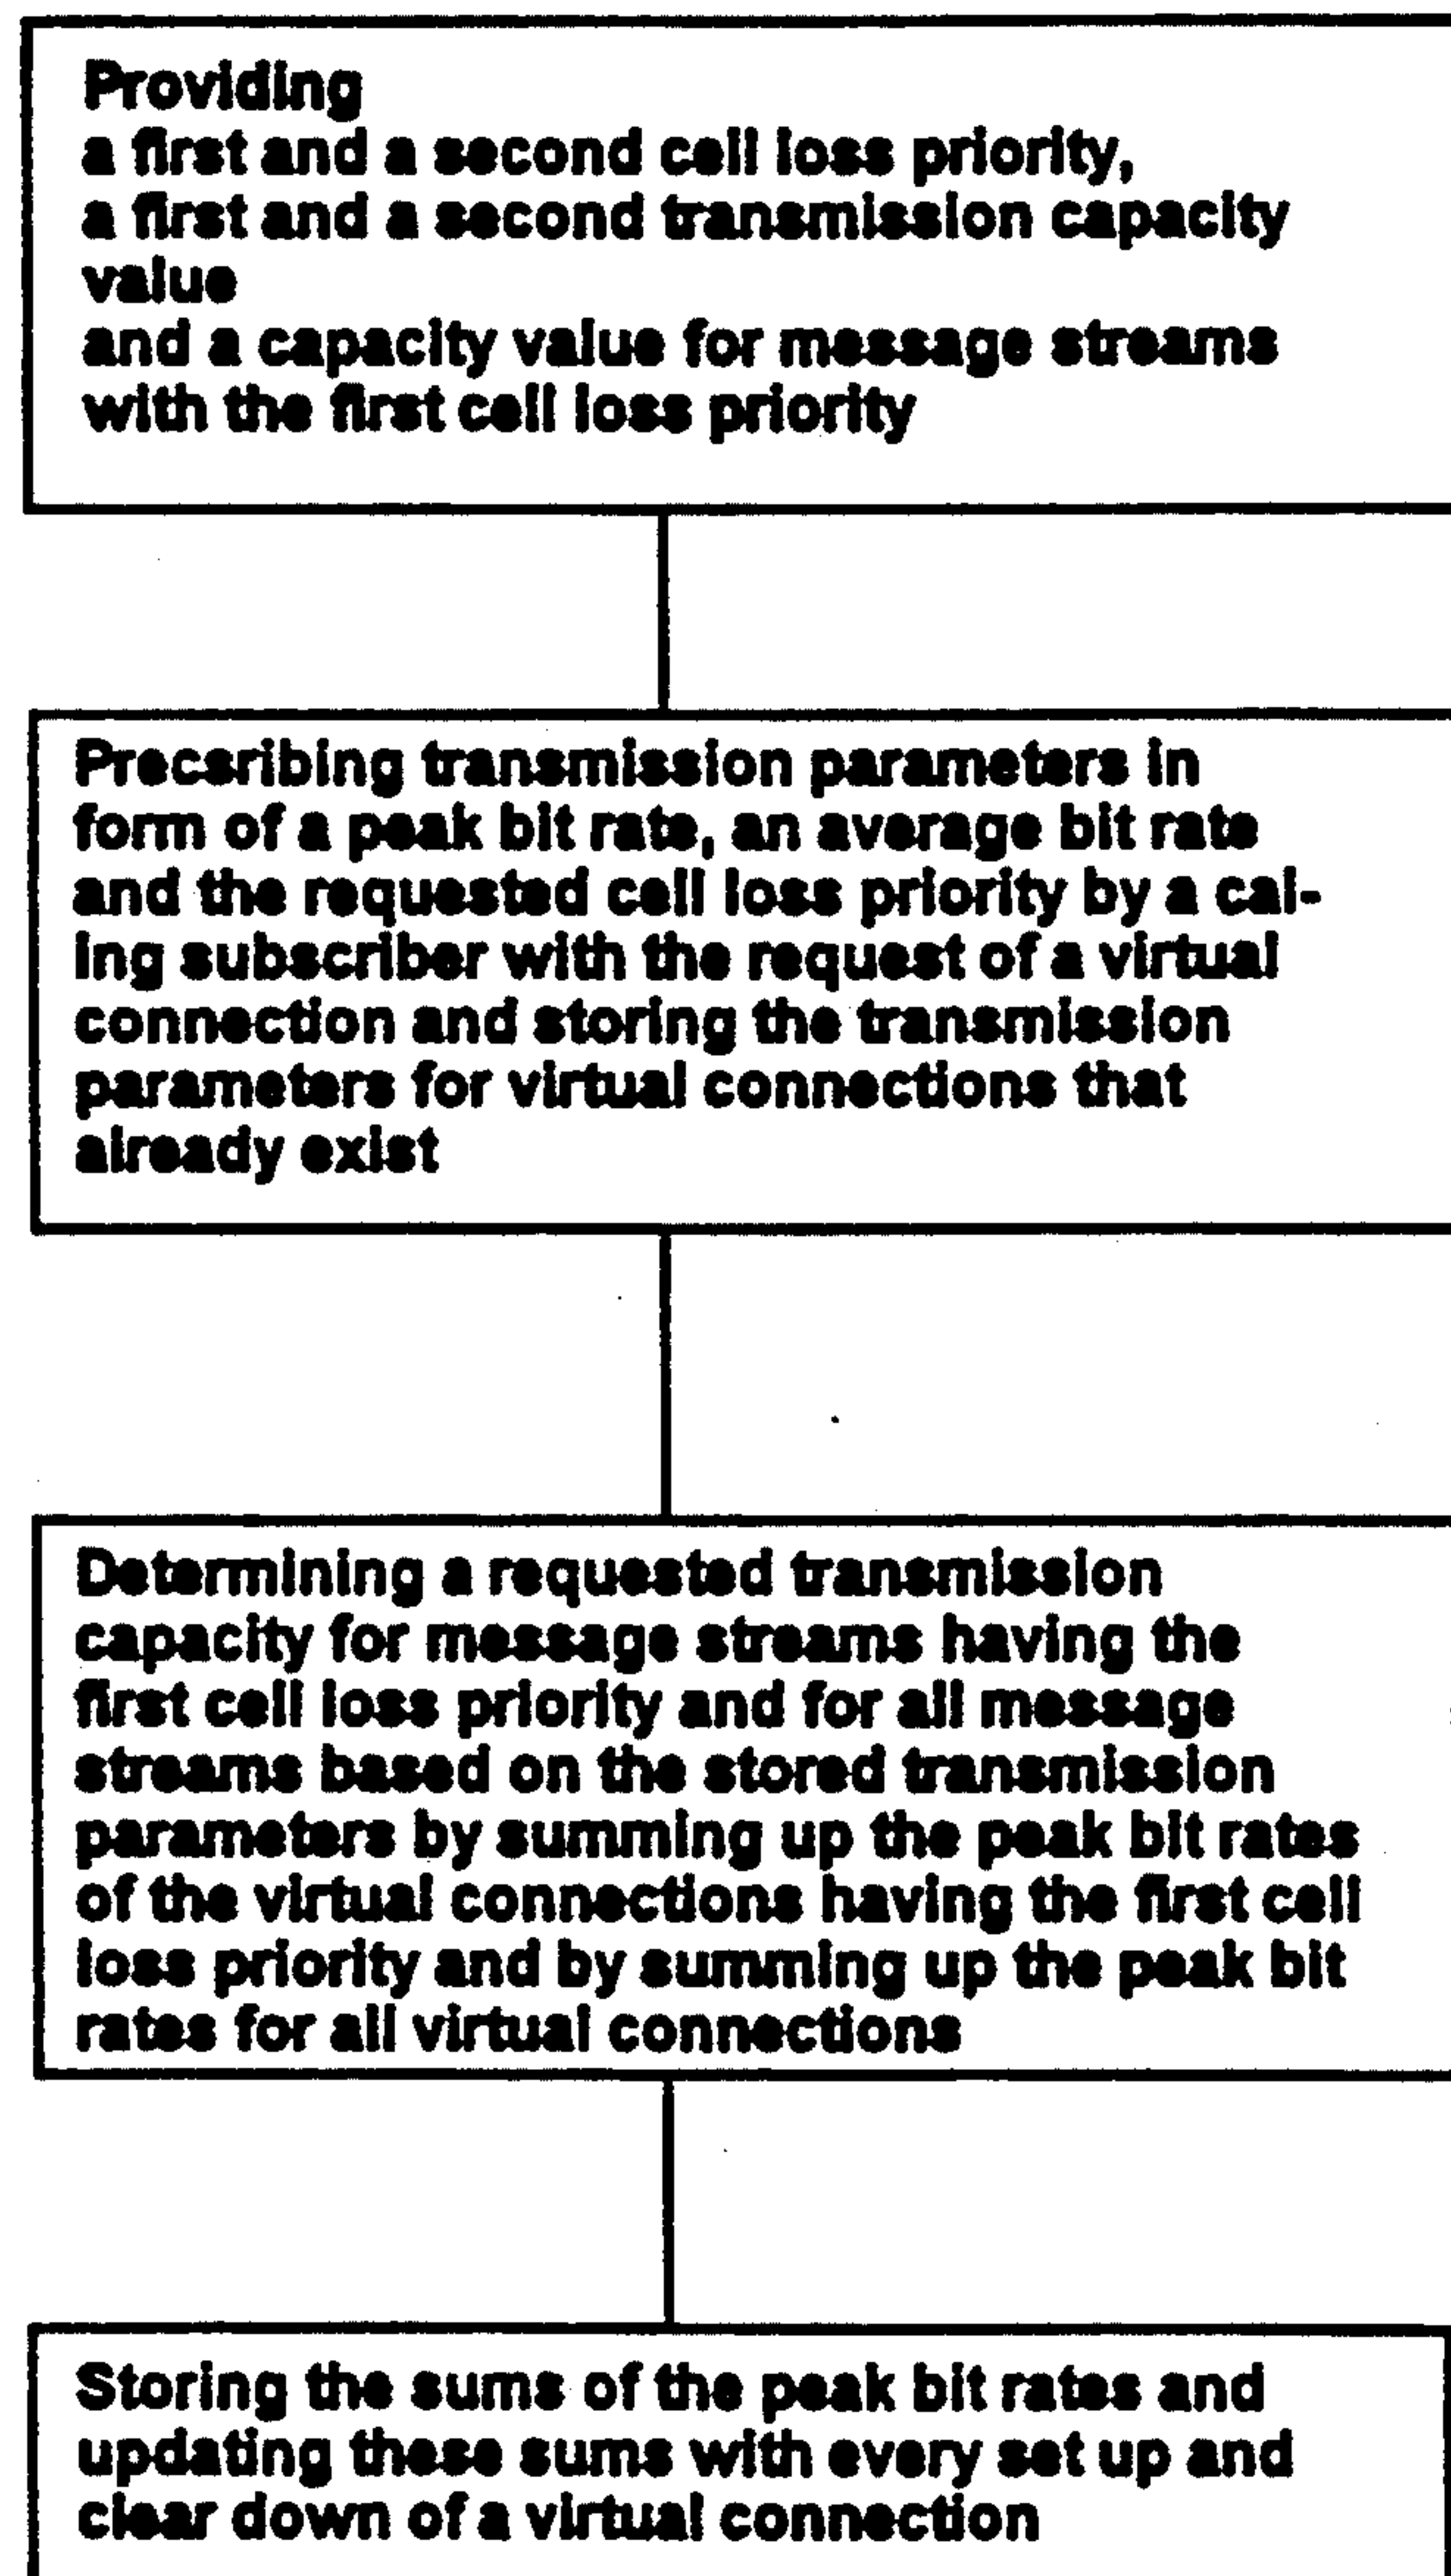 Providing
a first and a second cell loss priority,
a first and a second transmission capacity
value
and a capacity value for message streams
with the first cell loss priority
Precsribing transmission parameters in
form of a peak bit rate, an average bit rate
and the requested cell loss priority by a cal-
ing subscriber with the request of a virtual
connection and storing the transmission
parameters for virtual connections that
already exist
Determining a requested transmission
capacity for message streams having the
first cell loss priority and for all message
streams based on the stored transmission
parameters by summing up the peak bit rates
of the virtual connections having the first cell
loss priority and by summing up the peak bit
rates for all virtual connections
Storing the sums of the peak bit rates and
updating these sums with every set up and
clear down of a virtual connection